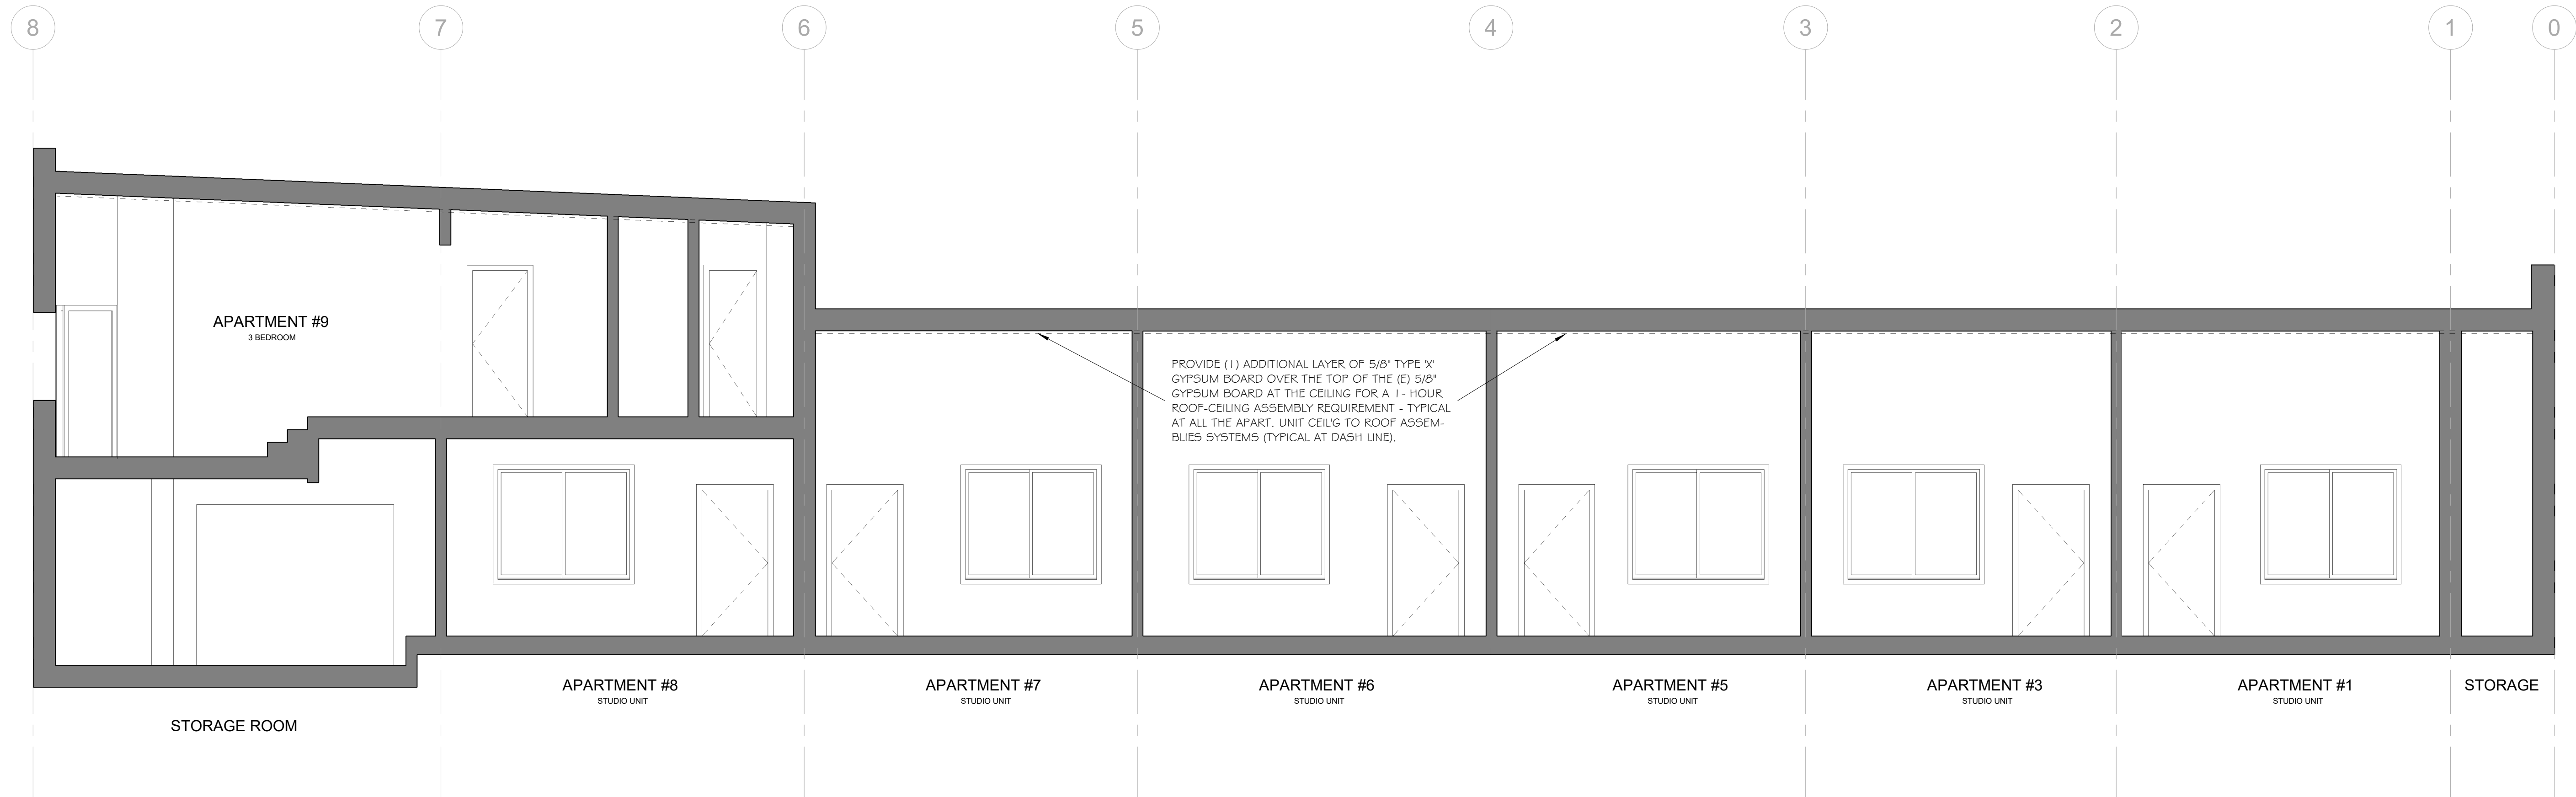 8
7
6
5
4
3
2
1
0
APARTMENT #9
3 BEDROOM
PROVIDE (1) ADDITIONAL LAYER OF 5/8" TYPE 'X'
GYPSUM BOARD OVER THE TOP OF THE (E) 5/8"
GYPSUM BOARD AT THE CEILING FOR A 1- HOUR
ROOF-CEILING ASSEMBLY REQUIREMENT - TYPICAL
AT ALL THE APART. UNIT CEIL'G TO ROOF ASSEM-
BLIES SYSTEMS (TYPICAL AT DASH LINE).
APARTMENT #8
STUDIO UNIT
APARTMENT #7
STUDIO UNIT
APARTMENT #6
STUDIO UNIT
APARTMENT #5
STUDIO UNIT
APARTMENT #3
STUDIO UNIT
APARTMENT #1
STUDIO UNIT
STORAGE
STORAGE ROOM